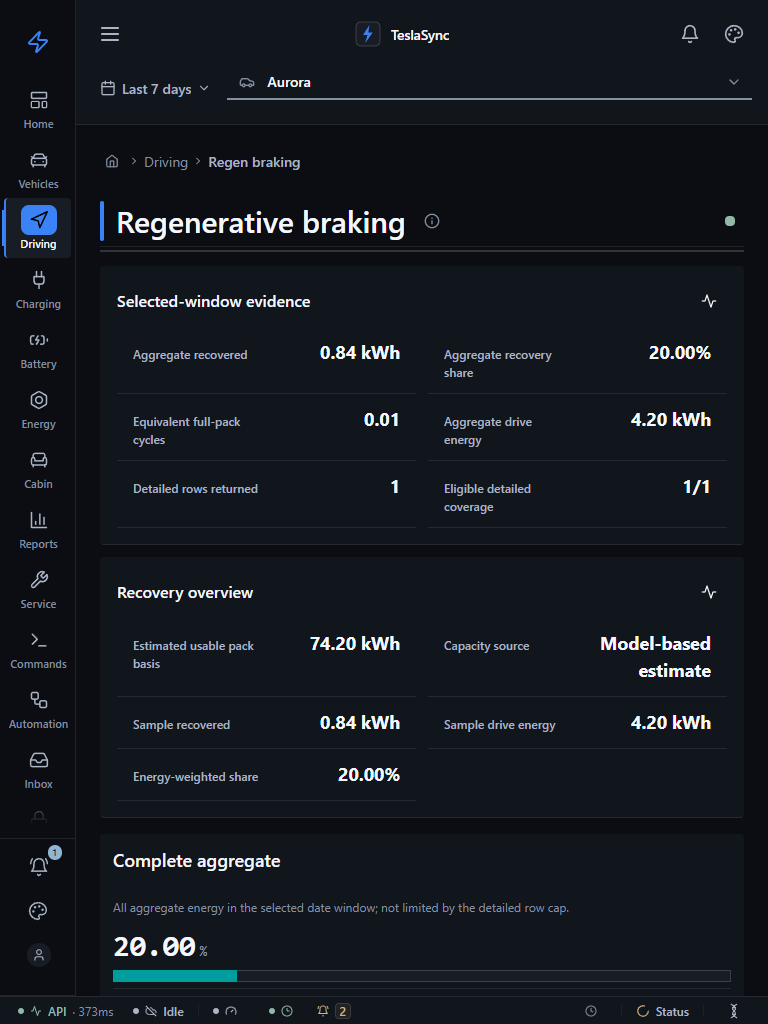 TeslaSync
Last 7 days
Aurora
Home
Vehicles
Driving
Charging
Battery
Energy
Cabin
Reports
Service
Commands
Automation
Inbox
1
Driving
Regen braking
Regenerative braking
Selected-window evidence
Aggregate recovered
0.84 kWh
Aggregate recovery
share
20.00%
Equivalent full-pack
cycles
0.01
Aggregate drive
energy
4.20 kWh
Detailed rows returned
1
Eligible detailed
coverage
1/1
Recovery overview
Estimated usable pack
basis
74.20 kWh
Capacity source
Model-based
estimate
Sample recovered
0.84 kWh
Sample drive energy
4.20 kWh
Energy-weighted share
20.00%
Complete aggregate
All aggregate energy in the selected date window; not limited by the detailed row cap.
20.00 %
API · 373ms
Idle
2
Status